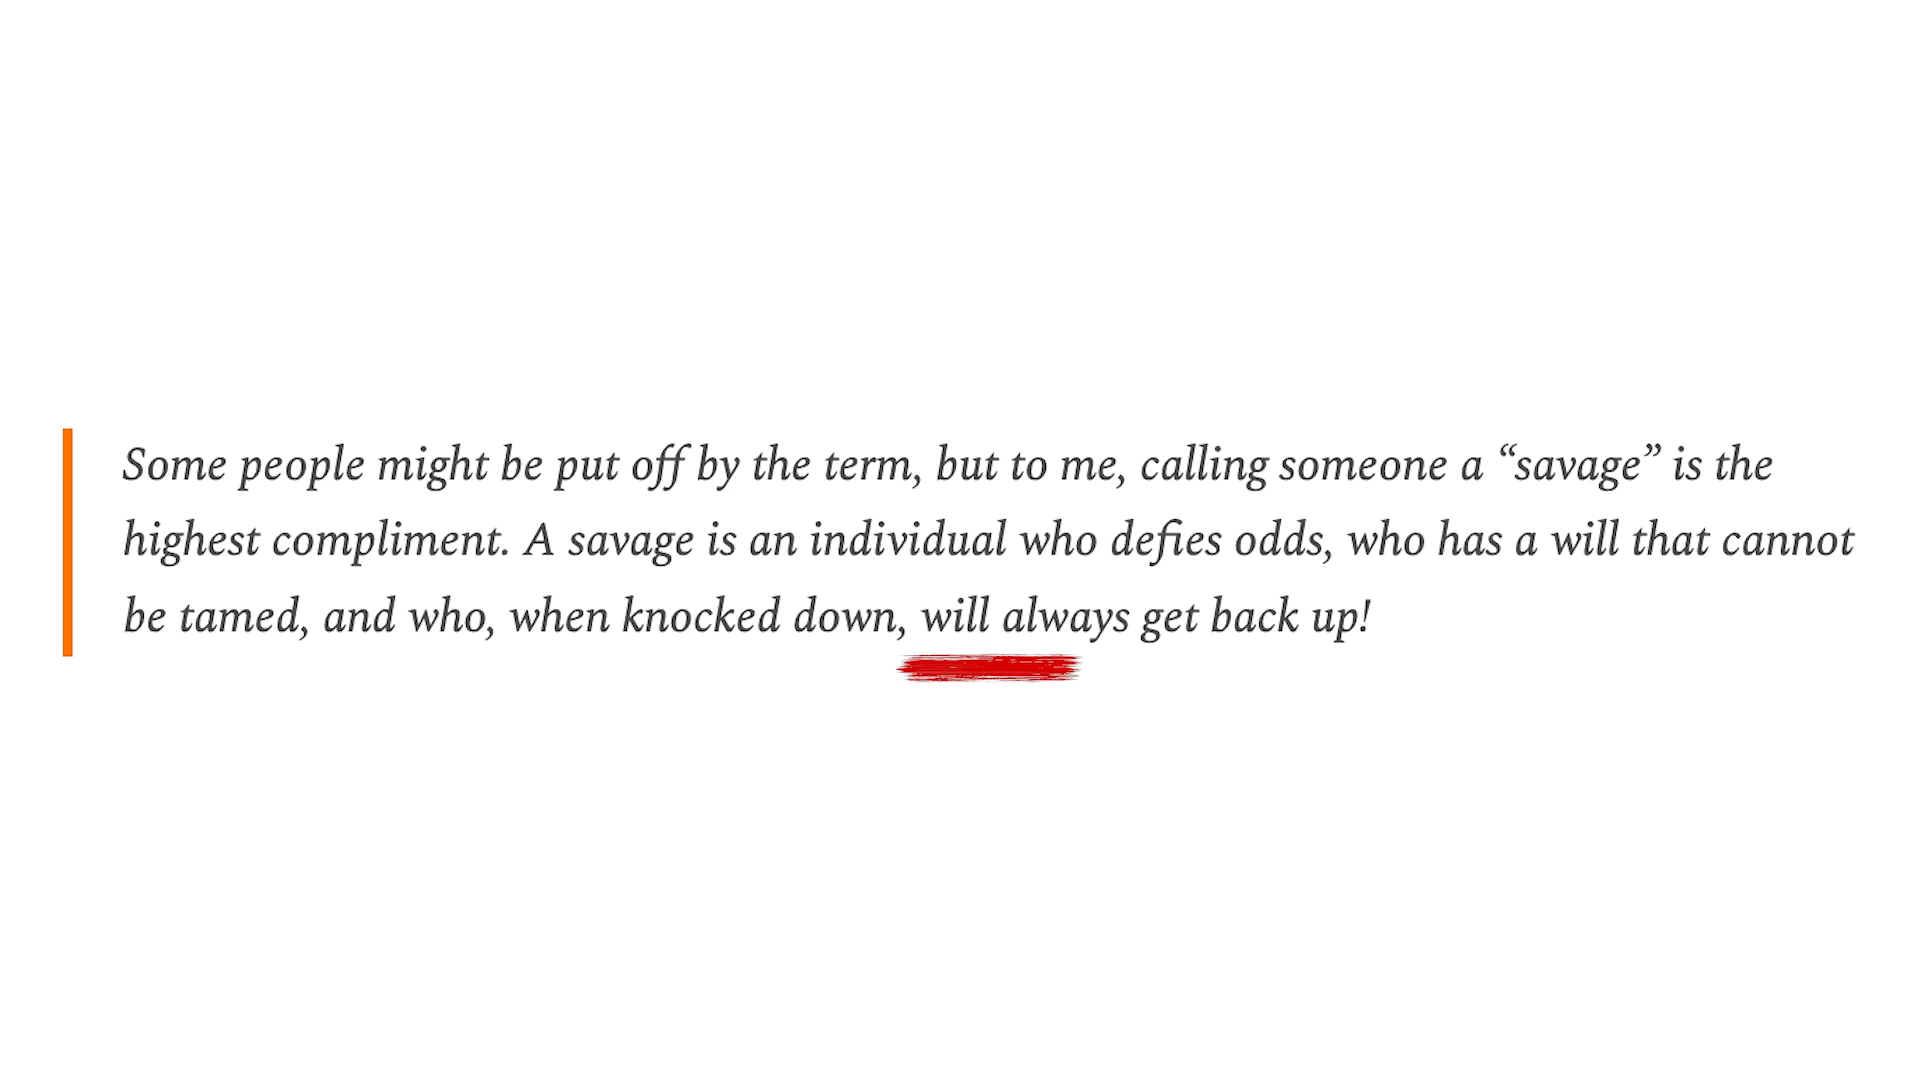 Some people might be put off by the term, but to me, calling someone a “savage” is the
highest compliment. A savage is an individual who defies odds, who has a will that cannot
be tamed, and who, when knocked down, will always get back up!